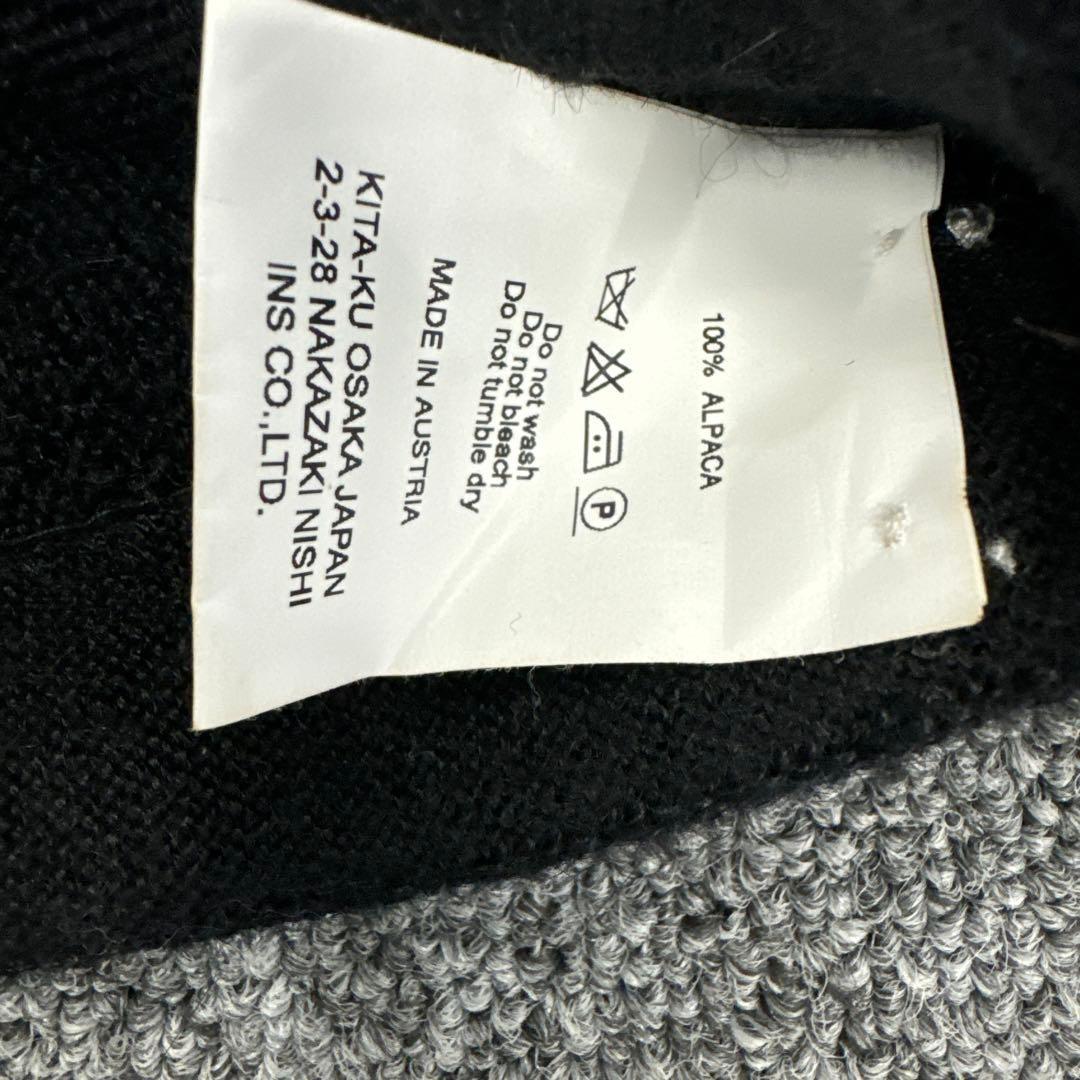 100% ALPACA
P
Do not wash
Do not bleach
Do not tumble dry
MADE IN AUSTRIA
KITA-KU OSAKA JAPAN
2-3-28 NAKAZAKI NISHI
INS CO.,LTD.